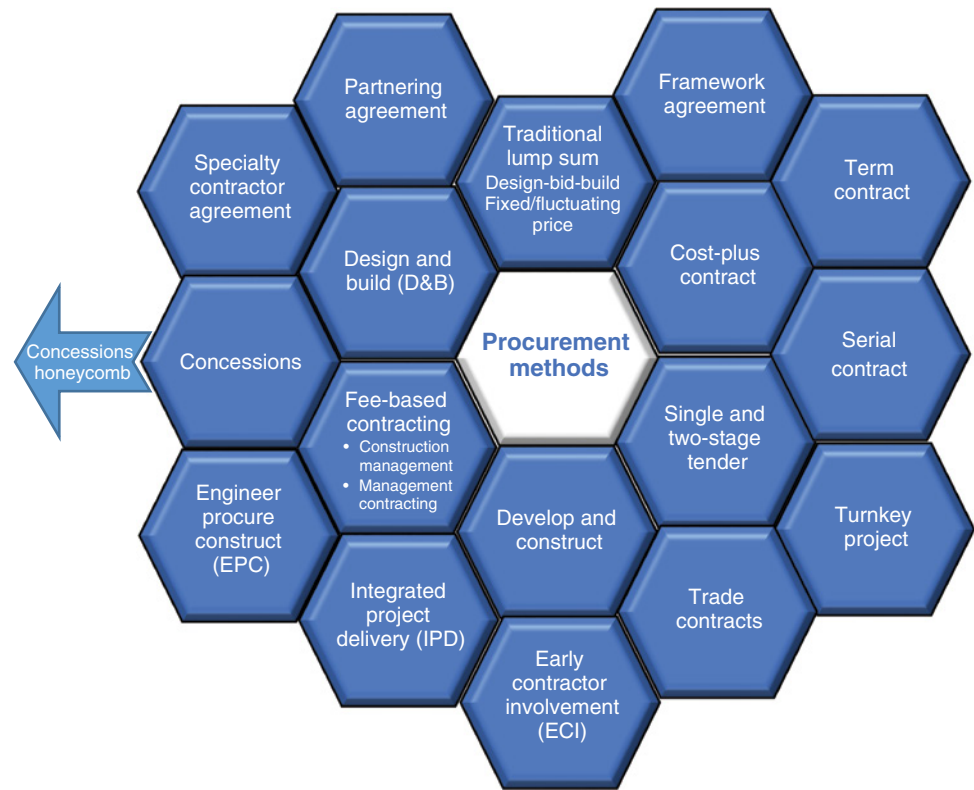 Partnering
agreement
Framework
agreement
Specialty
contractor
agreement
Traditional
lump sum
Design-bid-build
Fixed/fluctuating
price
Term
contract
Design and
build (D&B)
Cost-plus
contract
Concessions
honeycomb
Concessions
Procurement
methods
Serial
contract
Fee-based
contracting
• Construction
management
• Management
contracting
Single and
two-stage
tender
Engineer
procure
construct
(EPC)
Develop and
construct
Turnkey
project
Integrated
project
delivery (IPD)
Trade
contracts
Early
contractor
involvement
(ECI)